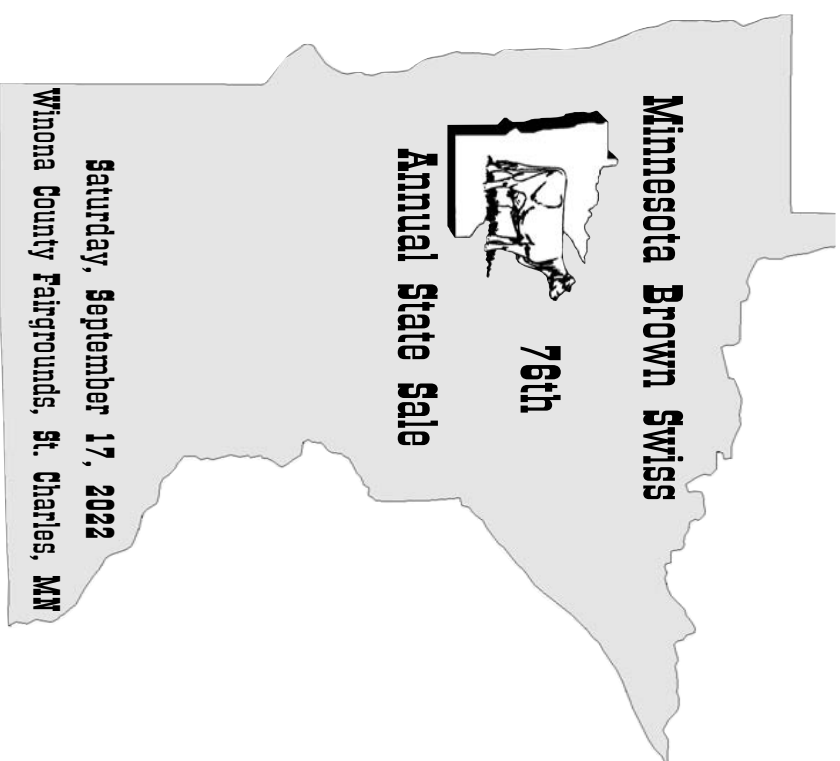 Minnesota Brown Swiss
76th
Annual State Sale
Saturday, September 17, 2022
Winona County Fairgrounds, St. Charles, MN